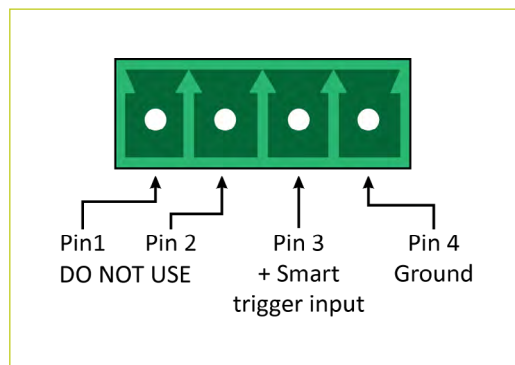 Pin1 Pin 2 Pin 3 Pin 4
DO NOT USE + Smart Ground
trigger input